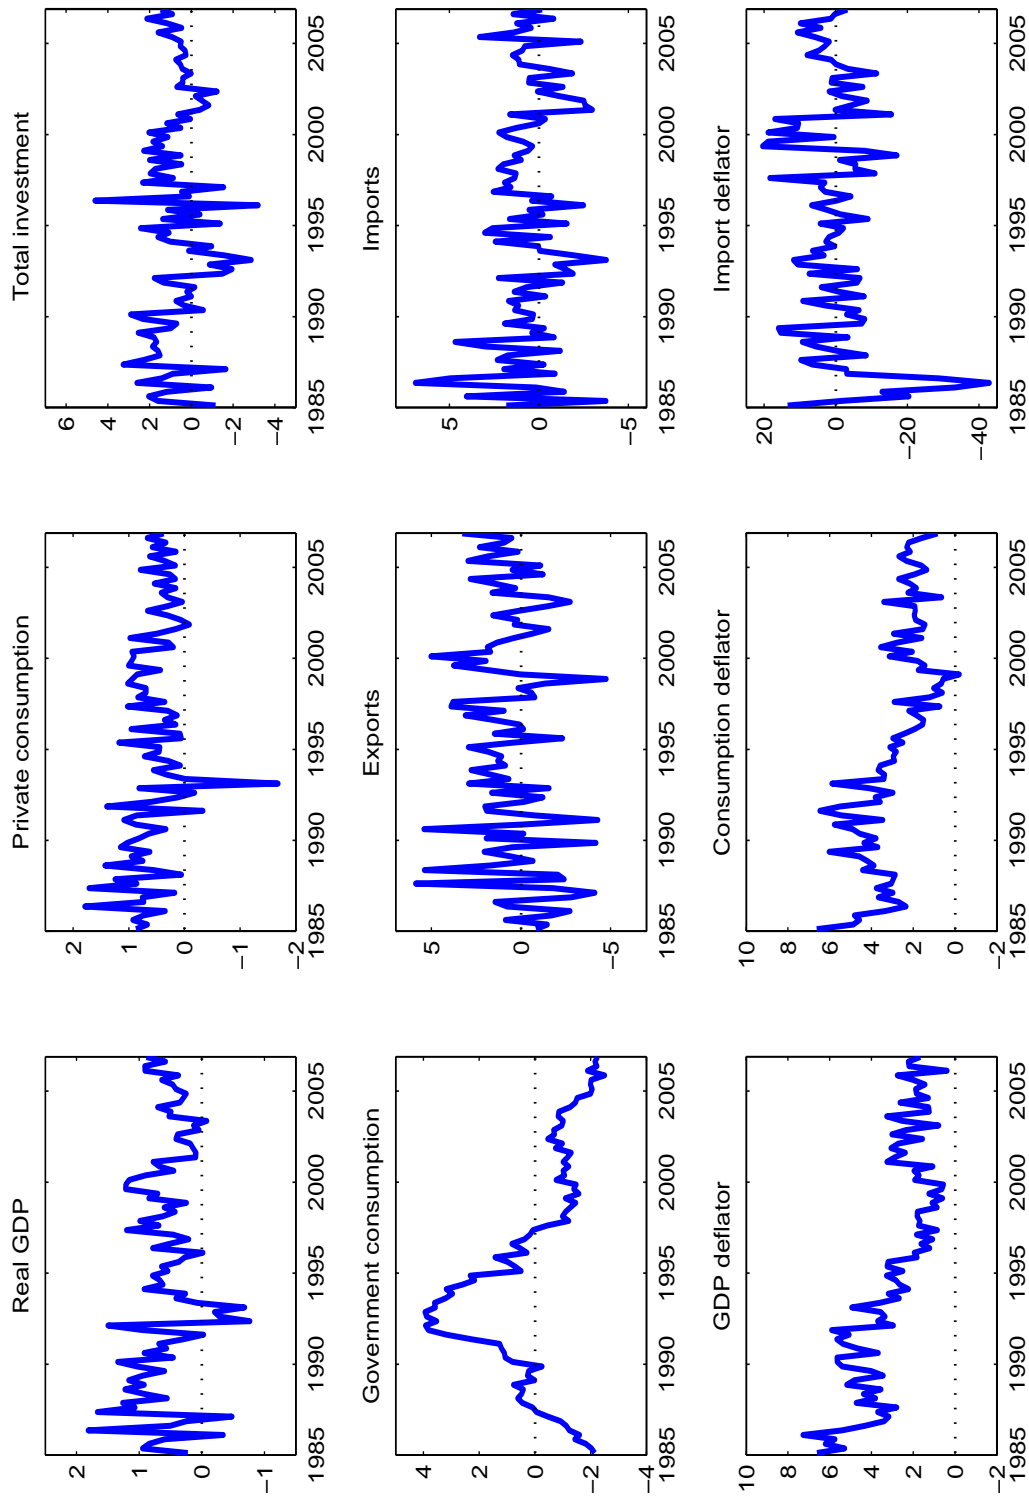 Real GDP
2
1
0
−1
1985 1990 1995 2000 2005
Private consumption
2
1
0
−1
−2
1985 1990 1995 2000 2005
Total investment
6
4
2
0
−2
−4
1985 1990 1995 2000 2005
Government consumption
4
2
0
−2
−4
1985 1990 1995 2000 2005
Exports
5
0
−5
1985 1990 1995 2000 2005
Imports
5
0
−5
1985 1990 1995 2000 2005
GDP deflator
10
8
6
4
2
0
−2
1985 1990 1995 2000 2005
Consumption deflator
10
8
6
4
2
0
−2
1985 1990 1995 2000 2005
Import deflator
20
0
−20
−40
1985 1990 1995 2000 2005